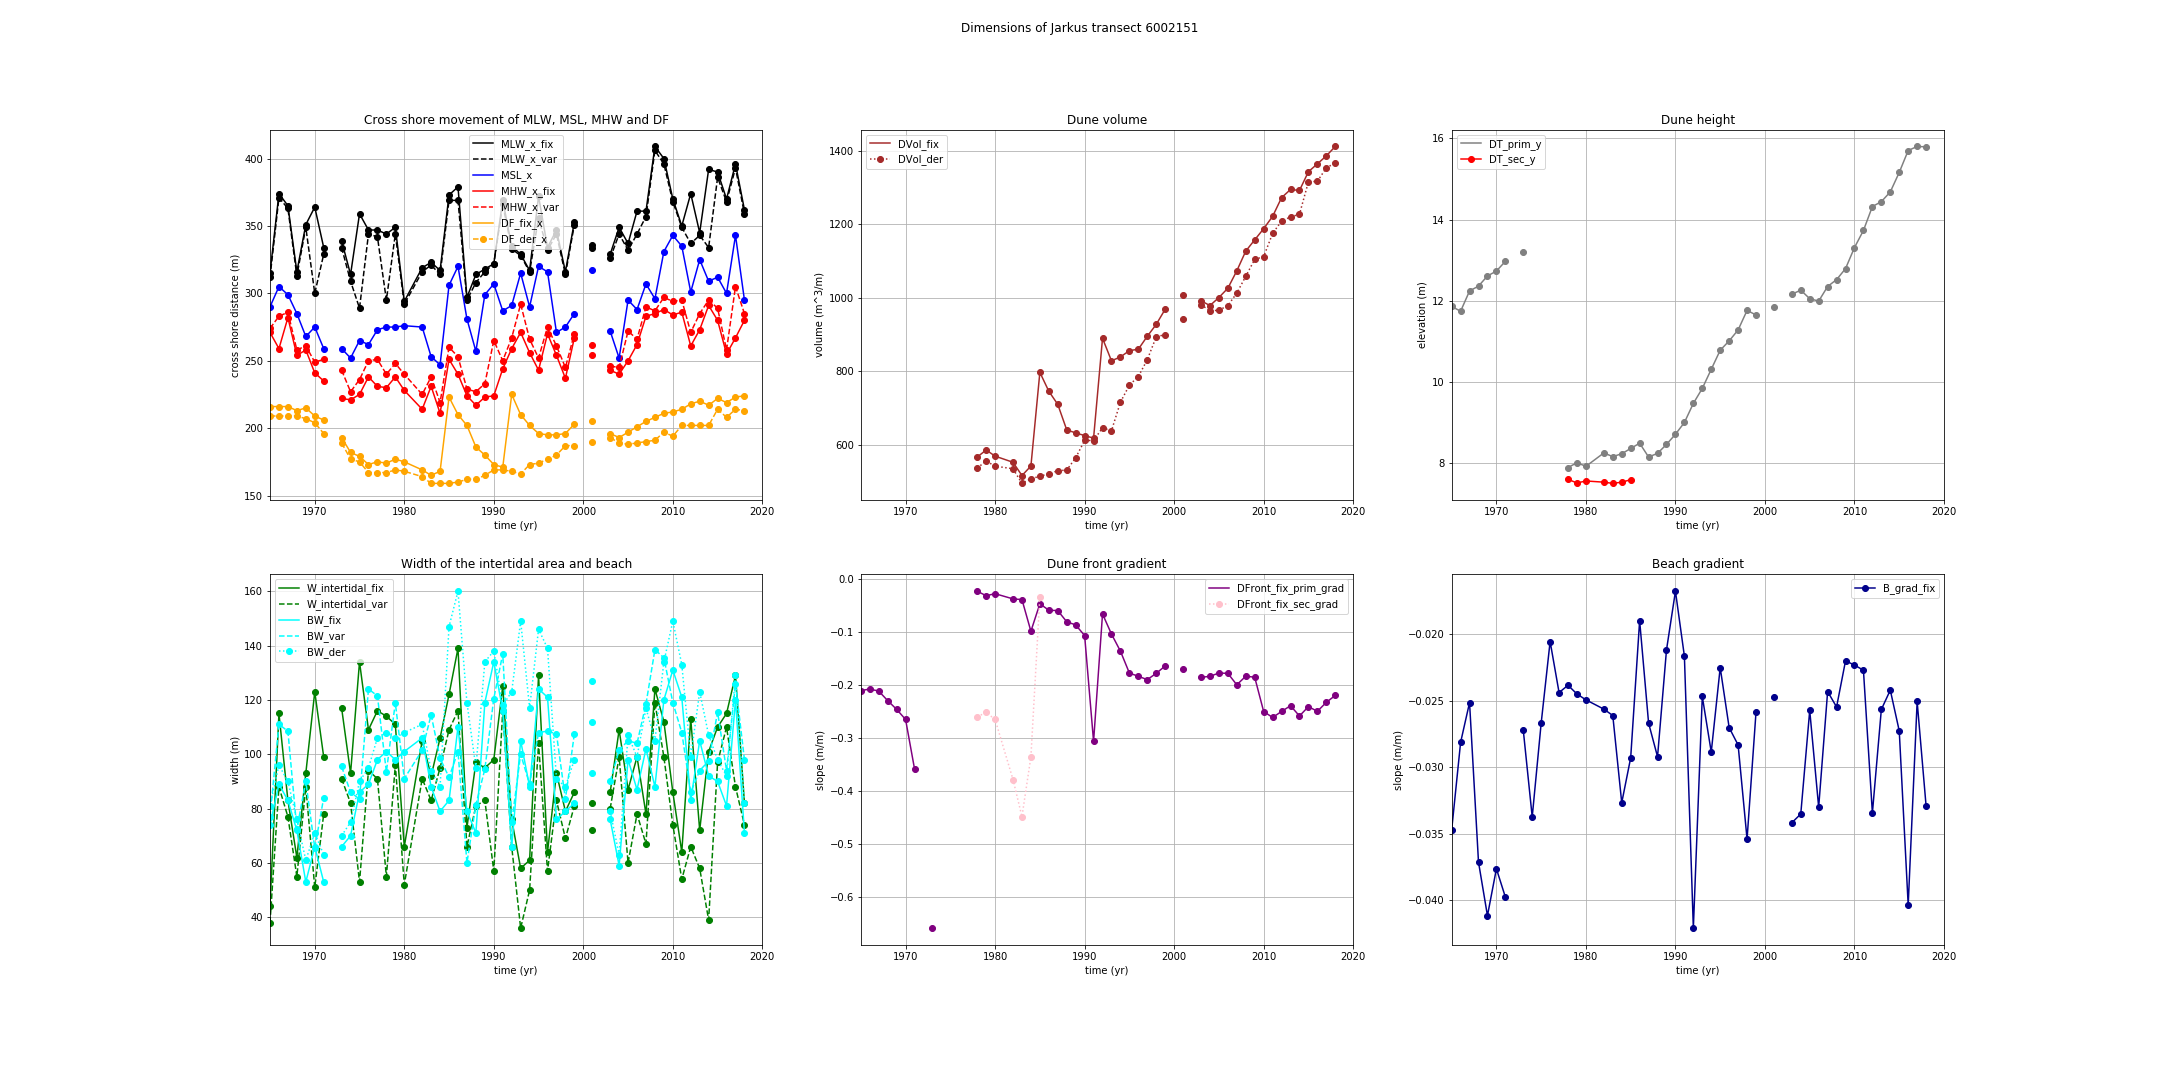 Dimensions of Jarkus transect 6002151
Cross shore movement of MLW, MSL, MHW and DF
cross shore distance (m)
400
350
300
250
200
150
MLW_x_fix
MLW_x_var
MSL_x
MHW_x_fix
MHW_x_var
DF_fix_x
DF_der_x
1970 1980 1990 2000 2010 2020
time (yr)
Dune volume
volume (m^3/m)
1400
1200
1000
800
600
DVol_fix
DVol_der
1970 1980 1990 2000 2010 2020
time (yr)
Dune height
elevation (m)
16
14
12
10
8
DT_prim_y
DT_sec_y
1970 1980 1990 2000 2010 2020
time (yr)
Width of the intertidal area and beach
width (m)
160
140
120
100
80
60
40
W_intertidal_fix
W_intertidal_var
BW_fix
BW_var
BW_der
1970 1980 1990 2000 2010 2020
time (yr)
Dune front gradient
slope (m/m)
0.0
−0.1
−0.2
−0.3
−0.4
−0.5
−0.6
DFront_fix_prim_grad
DFront_fix_sec_grad
1970 1980 1990 2000 2010 2020
time (yr)
Beach gradient
slope (m/m)
−0.020
−0.025
−0.030
−0.035
−0.040
B_grad_fix
1970 1980 1990 2000 2010 2020
time (yr)